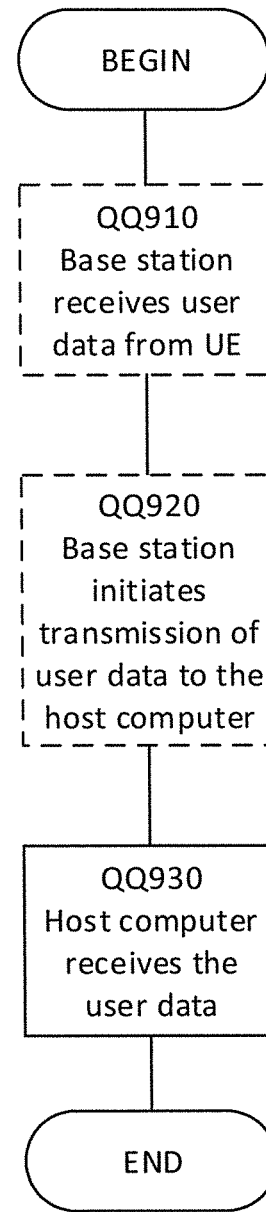 BEGIN
QQ910
Base station
receives user
data from UE
QQ920
Base station
initiates
transmission of
user data to the
host computer
QQ930
Host computer
receives the
user data
END